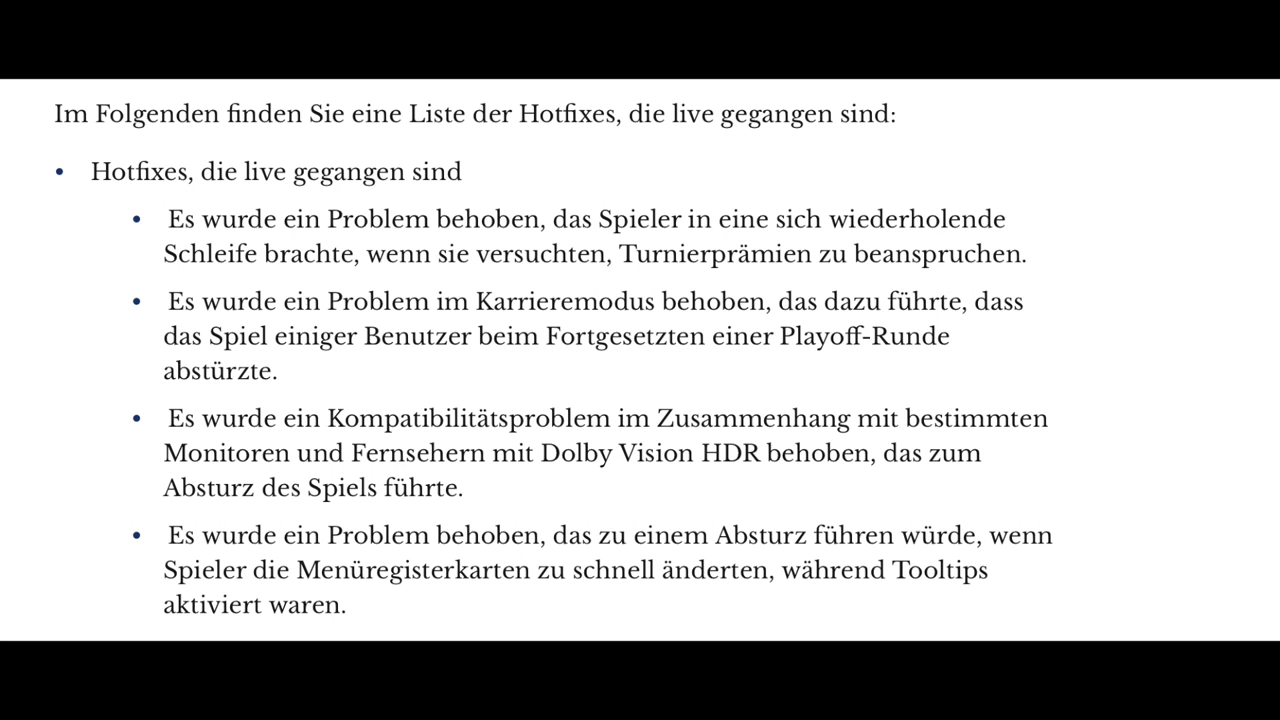 Im Folgenden finden Sie eine Liste der Hotfixes, die live gegangen sind:
• Hotfixes, die live gegangen sind
• Es wurde ein Problem behoben, das Spieler in eine sich wiederholende
Schleife brachte, wenn sie versuchten, Turnierprämien zu beanspruchen.
• Es wurde ein Problem im Karrieremodus behoben, das dazu führte, dass
das Spiel einiger Benutzer beim Fortgesetzten einer Playoff-Runde
abstürzte.
• Es wurde ein Kompatibilitätsproblem im Zusammenhang mit bestimmten
Monitoren und Fernsehern mit Dolby Vision HDR behoben, das zum
Absturz des Spiels führte.
• Es wurde ein Problem behoben, das zu einem Absturz führen würde, wenn
Spieler die Menüregisterkarten zu schnell änderten, während Tooltips
aktiviert waren.